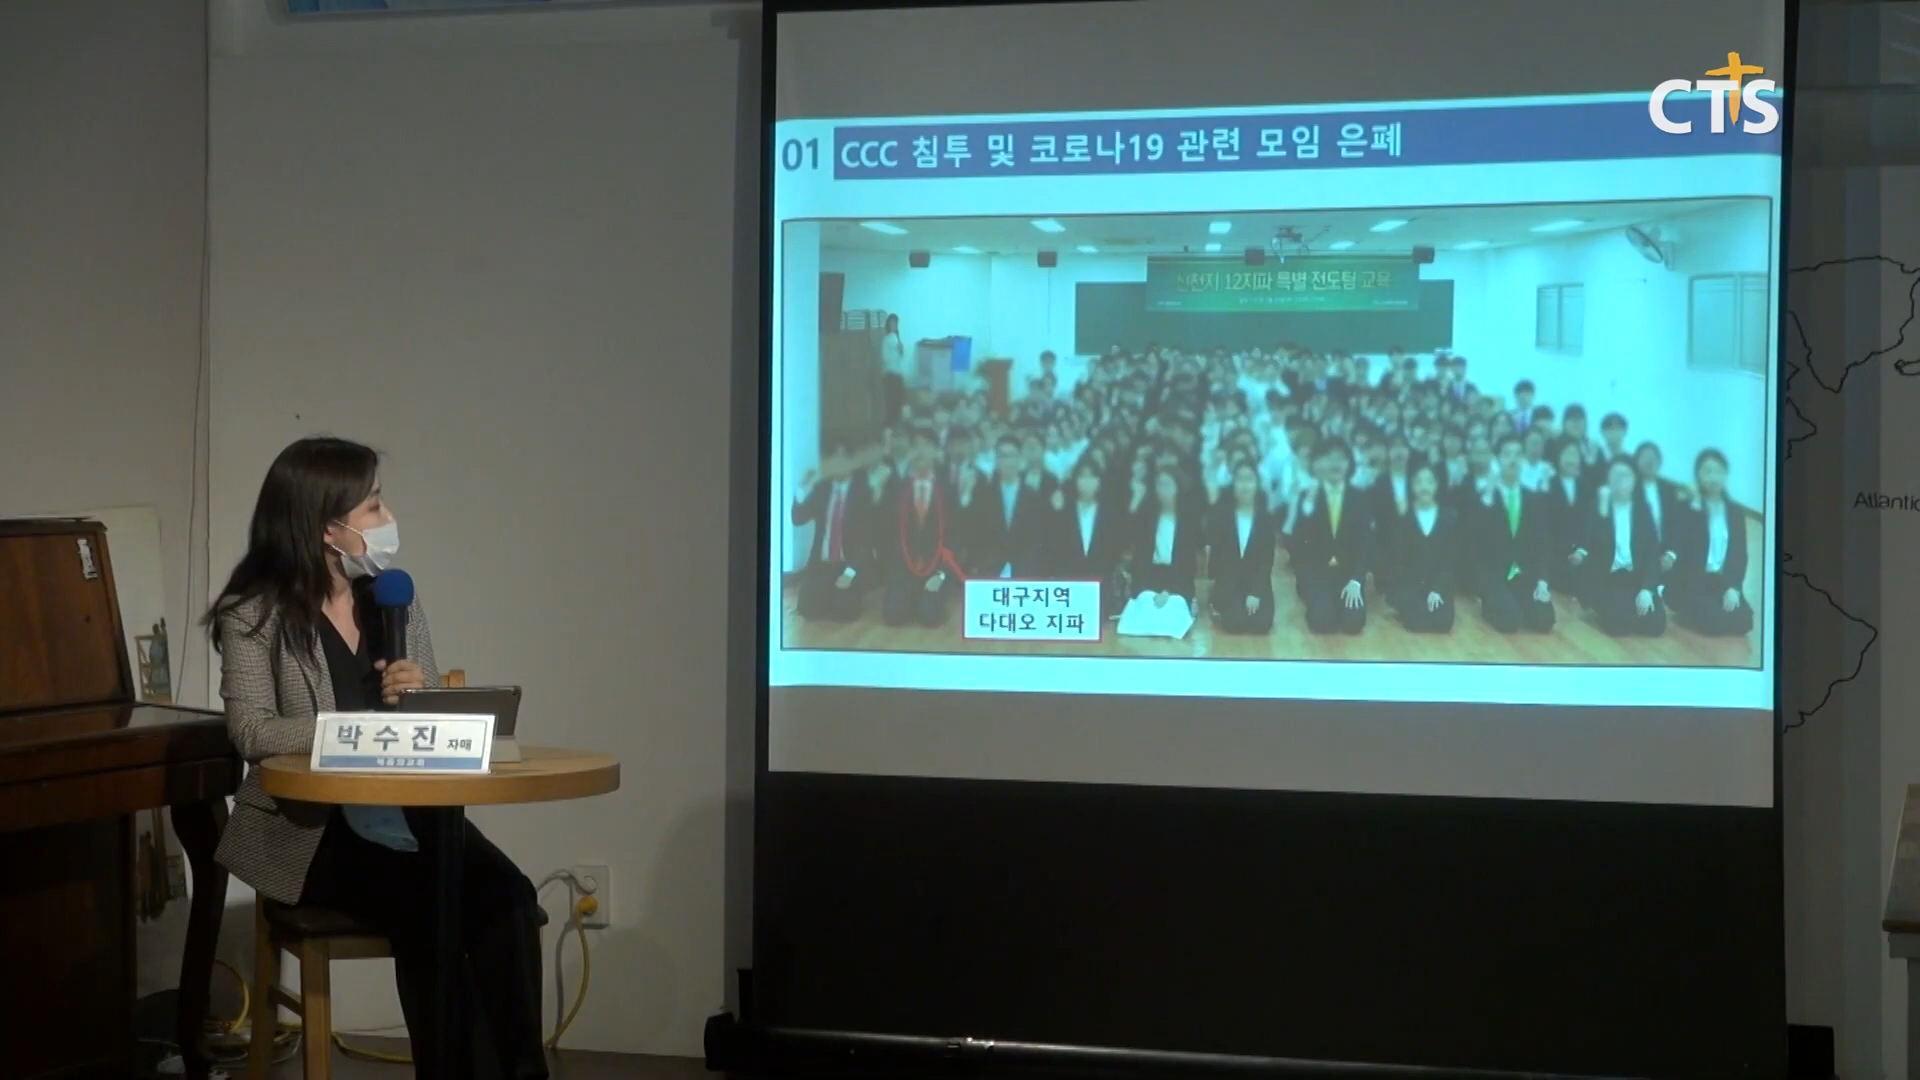 CTS
01 CCC 침투 및 코로나19 관련 모임 은폐
신천지 12지파 특별 전도팀 교육
대구지역
다대오 지파
박수진 자매
Atlantic